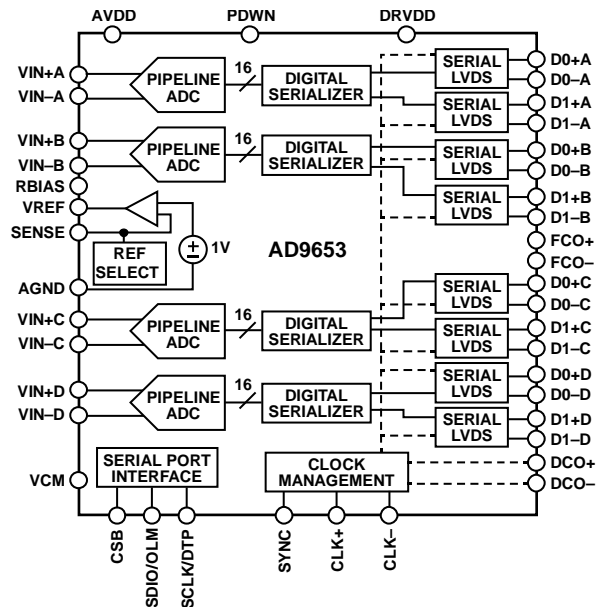 AVDD
PDWN
DRVDD
VIN+A
VIN–A
PIPELINE
ADC
16
DIGITAL
SERIALIZER
SERIAL
LVDS
D0+A
D0–A
SERIAL
LVDS
D1+A
D1–A
VIN+B
VIN–B
PIPELINE
ADC
16
DIGITAL
SERIALIZER
SERIAL
LVDS
D0+B
D0–B
SERIAL
LVDS
D1+B
D1–B
RBIAS
VREF
SENSE
REF
SELECT
1V
AGND
AD9653
FCO+
FCO–
VIN+C
VIN–C
PIPELINE
ADC
16
DIGITAL
SERIALIZER
SERIAL
LVDS
D0+C
D0–C
SERIAL
LVDS
D1+C
D1–C
VIN+D
VIN–D
PIPELINE
ADC
16
DIGITAL
SERIALIZER
SERIAL
LVDS
D0+D
D0–D
SERIAL
LVDS
D1+D
D1–D
VCM
SERIAL PORT
INTERFACE
CLOCK
MANAGEMENT
DCO+
DCO–
CSB
SDIO/OLM
SCLK/DTP
SYNC
CLK+
CLK–